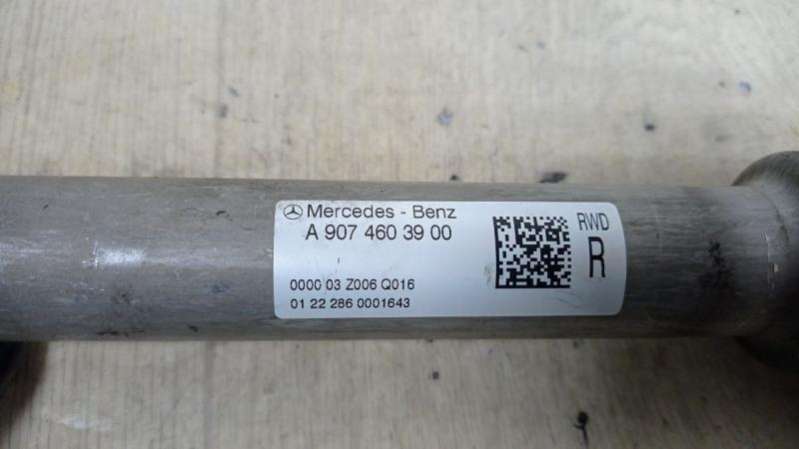 Mercedes - Benz
A 907 460 39 00
RWD
R
0000 03 Z006 Q016
01 22 286 0001643